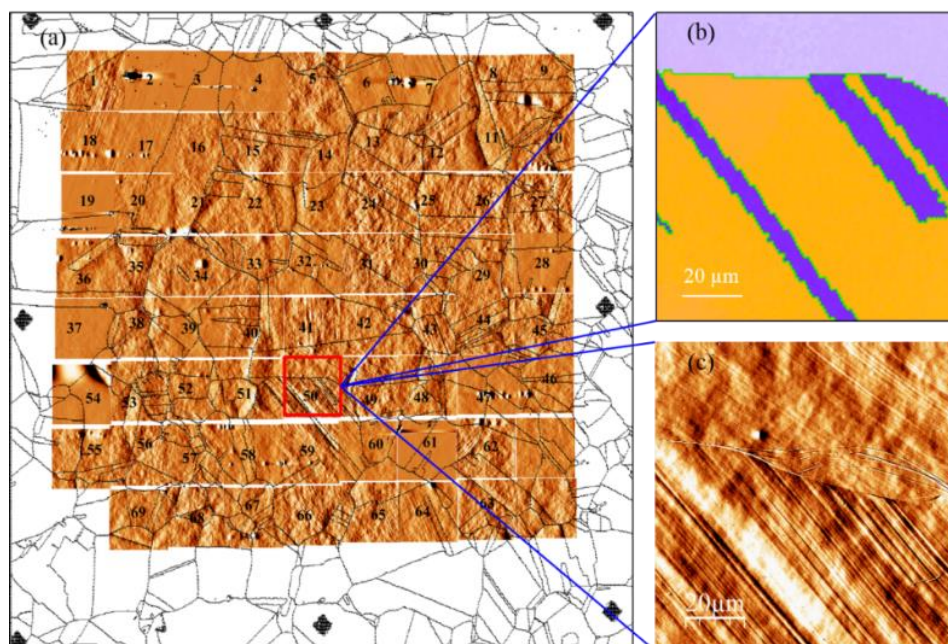 (a)
1 2 3 4 5 6 7 8 9
18 17 16 15 14 13 12 11 10
19 20 21 22 23 24 25 26 27
36 35 34 33 32 31 30 29 28
37 38 39 40 41 42 43 44 45
54 53 52 51 50 49 48 47 46
55 56 57 58 59 60 61 62
69 68 67 66 65 64 63
(b)
20 µm
(c)
20µm